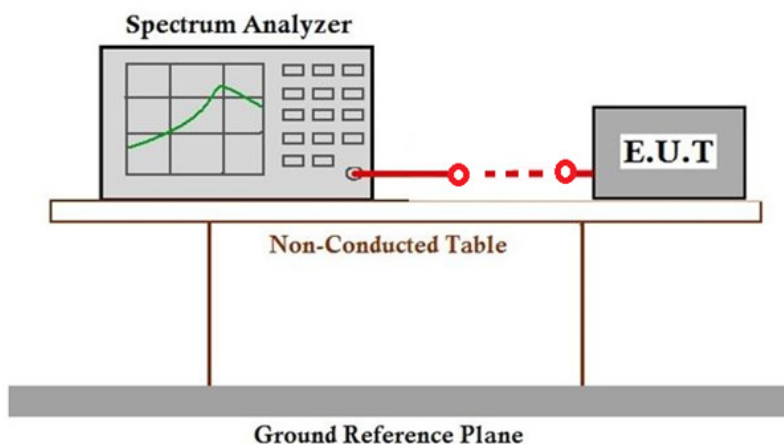 Spectrum Analyzer
E.U.T
Non-Conducted Table
Ground Reference Plane